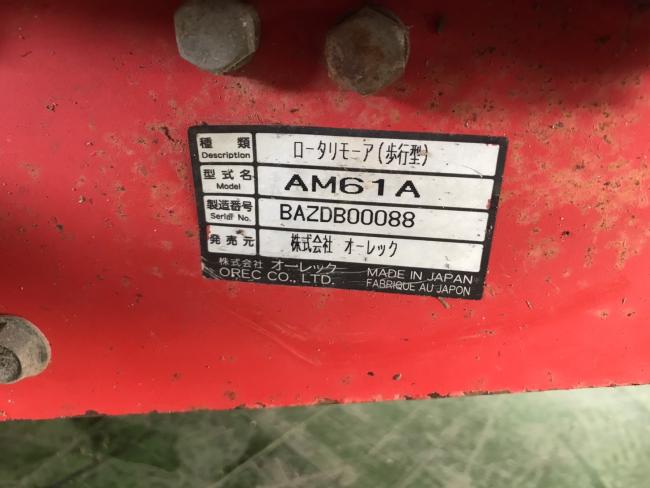 種類 ロータリモーア(歩行型)
Description
型式名 AM61A
Model
製造番号 BAZDB00088
Serial No.
発売元 株式会社 オーレック
株式会社 オーレック MADE IN JAPAN
OREC CO., LTD. FABRIQUE AU JAPON